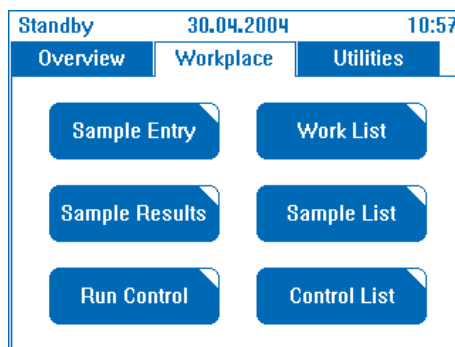 Standby 30.04.2004 10:57
Overview Workplace Utilities
Sample Entry Work List
Sample Results Sample List
Run Control Control List